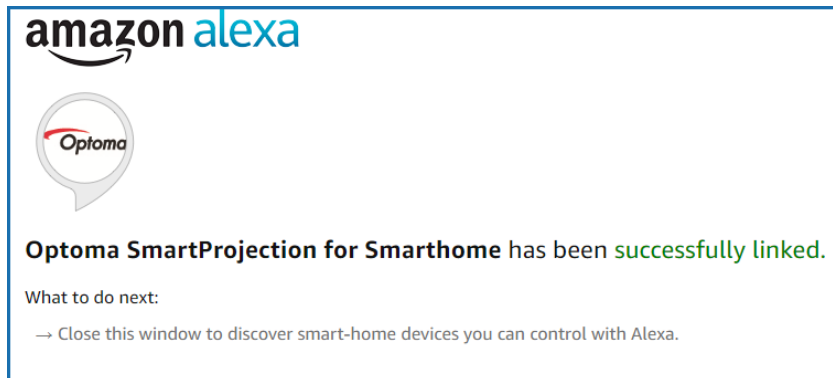 amazon alexa
Optoma
Optoma SmartProjection for Smarthome has been successfully linked.
What to do next:
→ Close this window to discover smart-home devices you can control with Alexa.